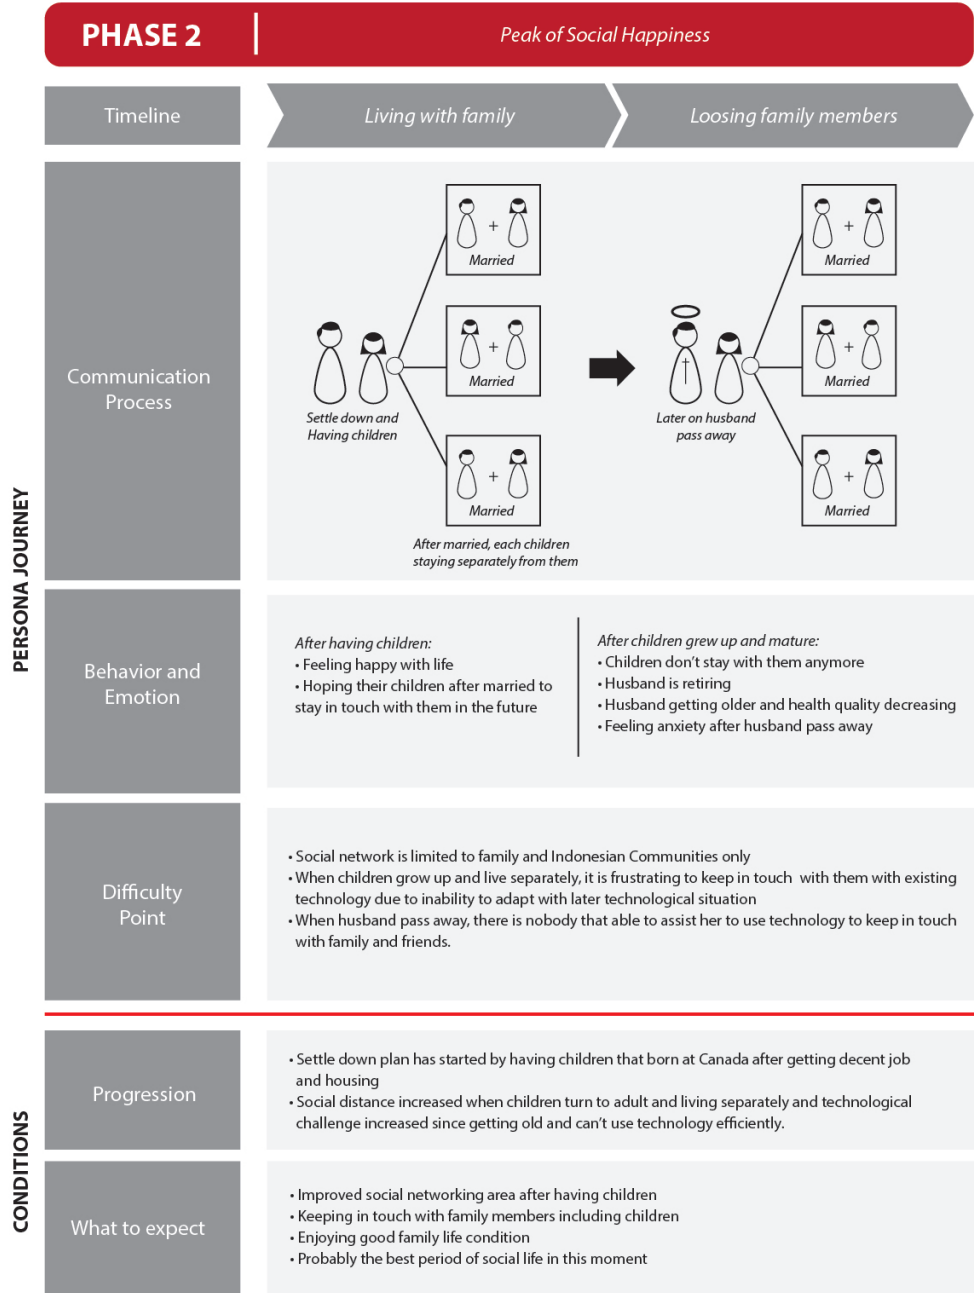 PHASE 2
Peak of Social Happiness
Timeline
Living with family
Loosing family members
PERSONA JOURNEY
Communication
Process
+
Married
+
Married
+
Married
Settle down and
Having children
After married, each children
staying separately from them
+
Married
+
Married
+
Married
Later on husband
pass away
Behavior and
Emotion
After having children:
• Feeling happy with life
• Hoping their children after married to
stay in touch with them in the future
After children grew up and mature:
• Children don't stay with them anymore
• Husband is retiring
• Husband getting older and health quality decreasing
• Feeling anxiety after husband pass away
Difficulty
Point
• Social network is limited to family and Indonesian Communities only
• When children grow up and live separately, it is frustrating to keep in touch with them with existing
technology due to inability to adapt with later technological situation
• When husband pass away, there is nobody that able to assist her to use technology to keep in touch
with family and friends.
CONDITIONS
Progression
• Settle down plan has started by having children that born at Canada after getting decent job
and housing
• Social distance increased when children turn to adult and living separately and technological
challenge increased since getting old and can't use technology efficiently.
What to expect
• Improved social networking area after having children
• Keeping in touch with family members including children
• Enjoying good family life condition
• Probably the best period of social life in this moment